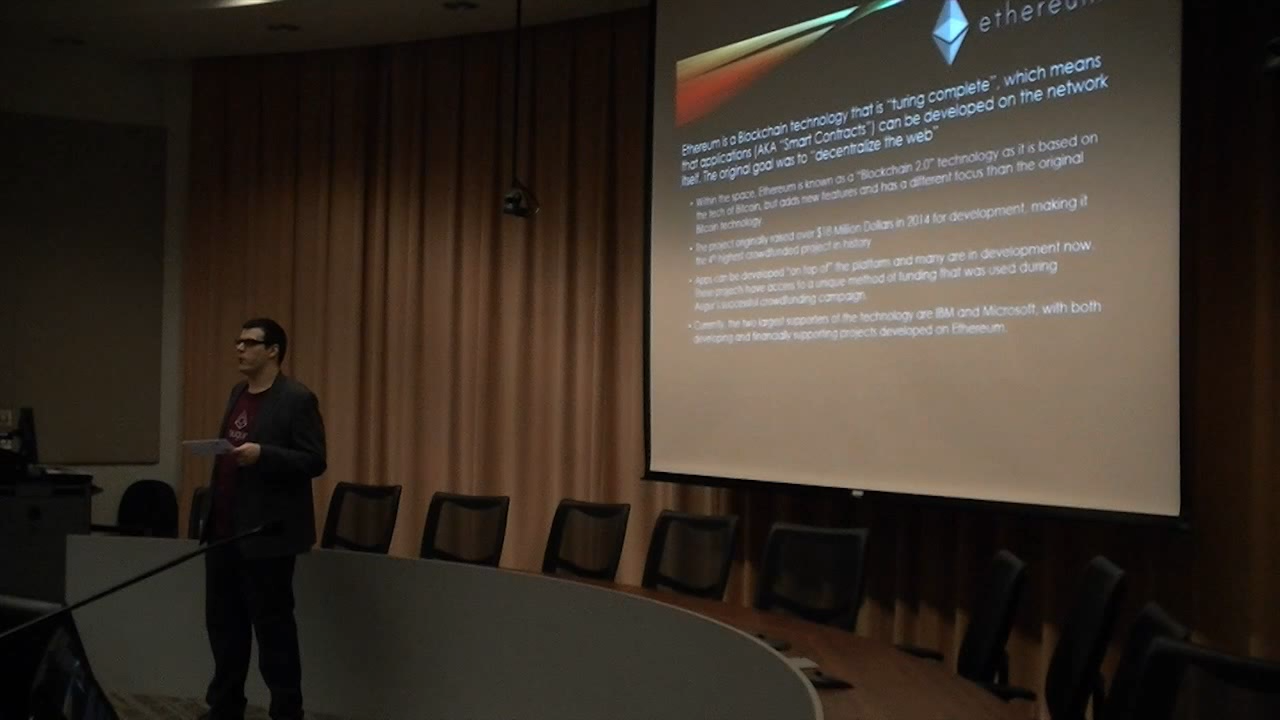 ethereum
Ethereum is a Blockchain technology that is "turing complete", which means
that applications (AKA "Smart Contracts") can be developed on the network
itself. The original goal was to "decentralize the web"
• Within the space, Ethereum is known as a "Blockchain 2.0" technology as it is based on
the tech of Bitcoin, but adds new features and has a different focus than the original
Bitcoin technology
• The project originally raised over $18 Million Dollars in 2014 for development, making it
the 4th highest crowdfunded project in history
• Apps can be developed "on top of" the platform and many are in development now.
These projects have access to a unique method of funding that was used during
Augur's successful crowdfunding campaign.
• Currently, the two largest supporters of the technology are IBM and Microsoft, with both
developing and financially supporting projects developed on Ethereum.